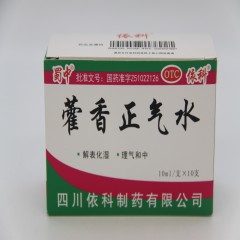 蜀中
批准文号：国药准字Z51022126
OTC
依科
藿香正气水
·解表化湿 ·理气和中
10ml/支×10支
四川依科制药有限公司